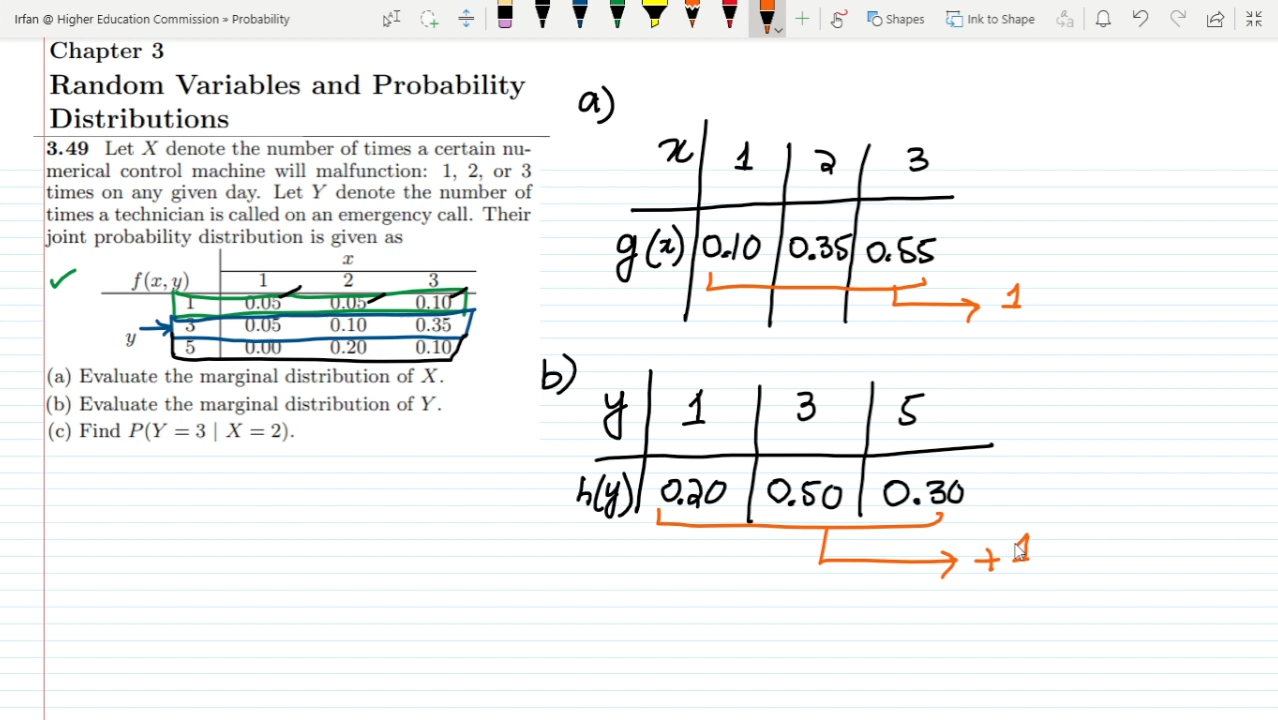 Irfan @ Higher Education Commission » Probability
Shapes
Ink to Shape
Chapter 3
Random Variables and Probability
Distributions
3.49 Let X denote the number of times a certain nu-
merical control machine will malfunction: 1, 2, or 3
times on any given day. Let Y denote the number of
times a technician is called on an emergency call. Their
joint probability distribution is given as
x
f(x, y) 1 2 3
1 0.05 0.05 0.10
y 3 0.05 0.10 0.35
5 0.00 0.20 0.10
(a) Evaluate the marginal distribution of X.
(b) Evaluate the marginal distribution of Y.
(c) Find P(Y = 3 | X = 2).
a)
x 1 2 3
g(x) 0.10 0.35 0.55
1
b)
y 1 3 5
h(y) 0.20 0.50 0.30
+ 1